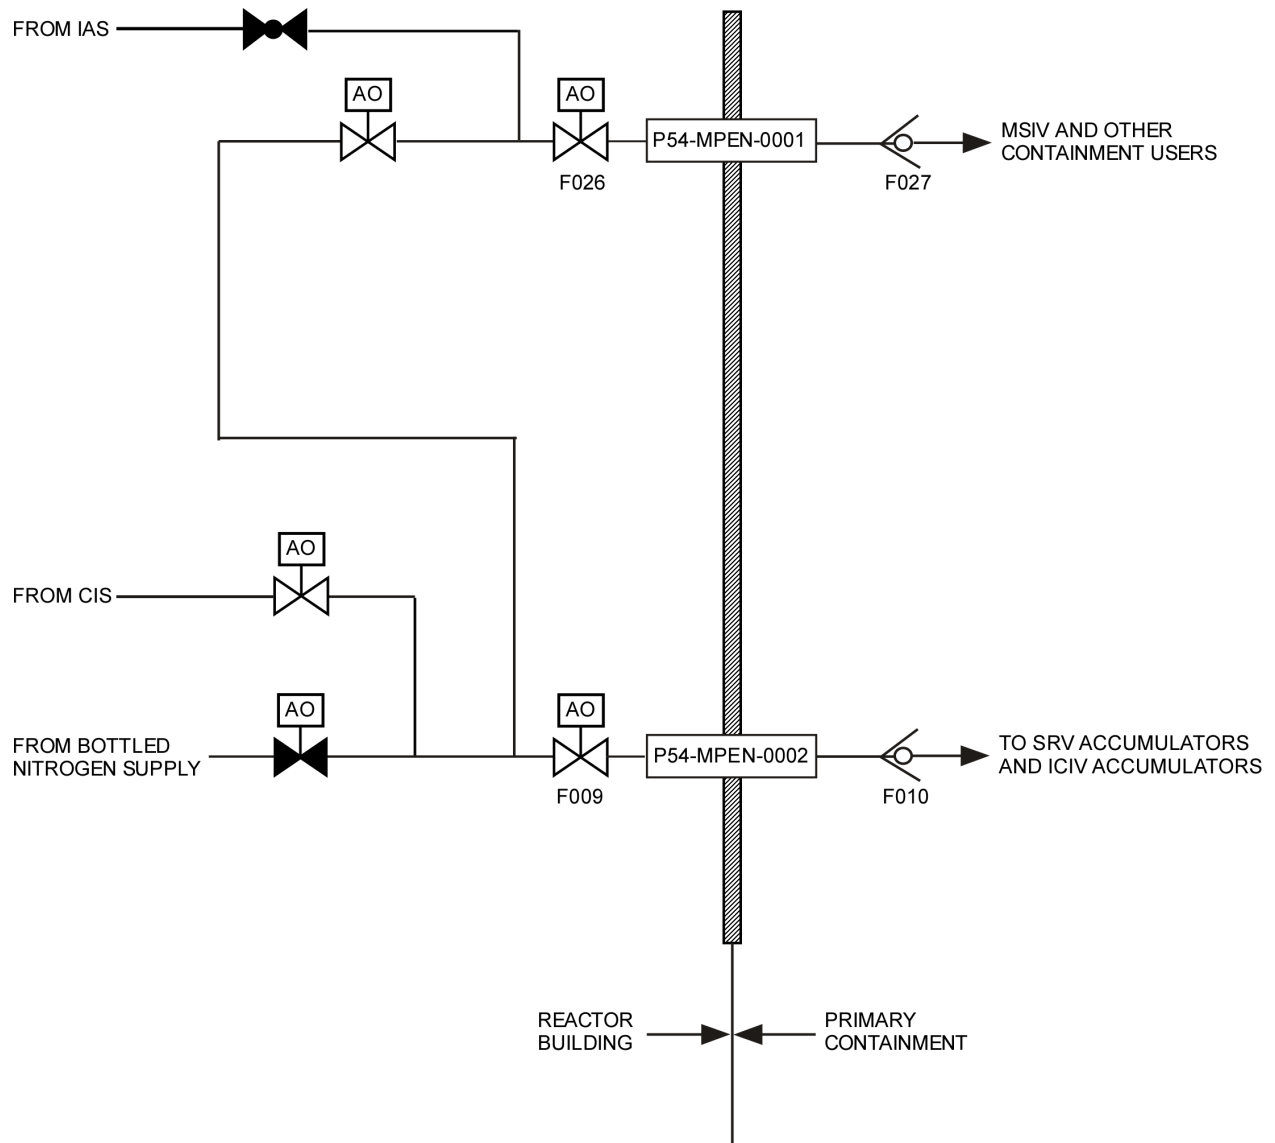 FROM IAS
AO
AO
P54-MPEN-0001
MSIV AND OTHER
CONTAINMENT USERS
F026
F027
AO
FROM CIS
AO
AO
FROM BOTTLED
NITROGEN SUPPLY
P54-MPEN-0002
TO SRV ACCUMULATORS
AND ICIV ACCUMULATORS
F009
F010
REACTOR
BUILDING
PRIMARY
CONTAINMENT